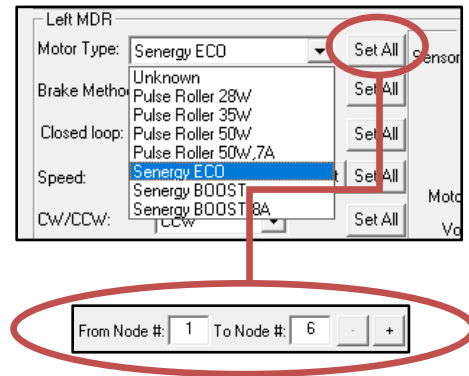 Left MDR
Motor Type: Senergy ECO Set All
Unknown
Pulse Roller 28W
Brake Metho Set All
Pulse Roller 35W
Pulse Roller 50W
Closed loop: Set All
Pulse Roller 50W,7A
Senergy ECO
Speed: Set All
Senergy BOOST
Senergy BOOST 8A
CW/CCW: CCW Set All
Sensor
Moto
Vo
From Node #: 1 To Node #: 6 - +